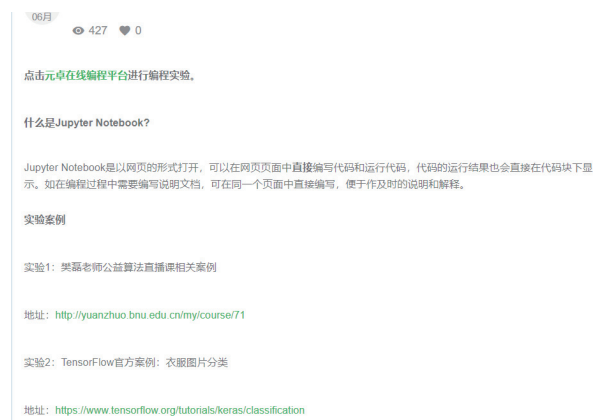 06月
427 0
点击元卓在线编程平台进行编程实验。
什么是Jupyter Notebook?
Jupyter Notebook是以网页的形式打开，可以在网页页面中直接编写代码和运行代码，代码的运行结果也会直接在代码块下显
示。如在编程过程中需要编写说明文档，可在同一个页面中直接编写，便于作及时的说明和解释。
实验案例
实验1：樊磊老师公益算法直播课相关案例
地址：http://yuanzhuo.bnu.edu.cn/my/course/71
实验2：TensorFlow官方案例：衣服图片分类
地址：https://www.tensorflow.org/tutorials/keras/classification